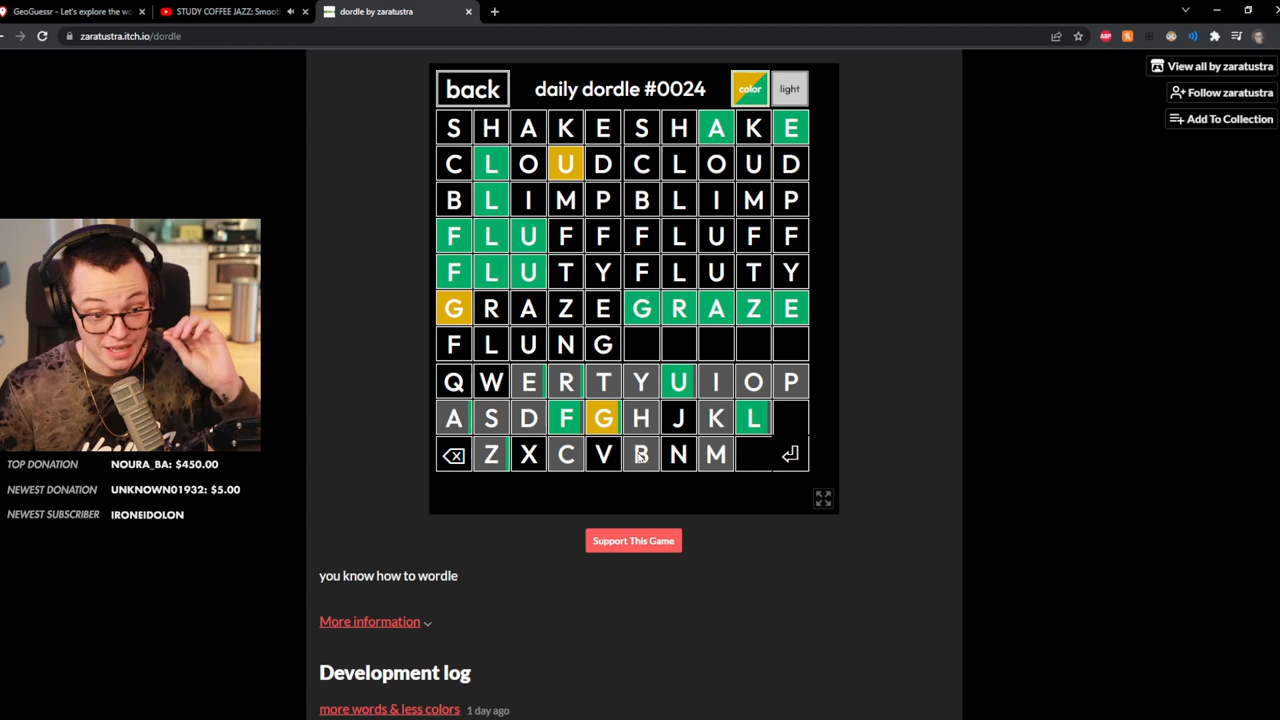 GeoGuessr - Let's explore the wo
STUDY COFFEE JAZZ: Smoot
dordle by zaratustra
zaratustra.itch.io/dordle
ABP
View all by zaratustra
Follow zaratustra
Add To Collection
back
daily dordle #0024
color
light
S H A K E S H A K E
C L O U D C L O U D
B L I M P B L I M P
F L U F F F L U F F
F L U T Y F L U T Y
G R A Z E G R A Z E
F L U N G
Q W E R T Y U I O P
A S D F G H J K L
Z X C V B N M
TOP DONATION NOURA_BA: $450.00
NEWEST DONATION UNKNOWN01932: $5.00
NEWEST SUBSCRIBER IRONEIDOLON
Support This Game
you know how to wordle
More information
Development log
more words & less colors 1 day ago